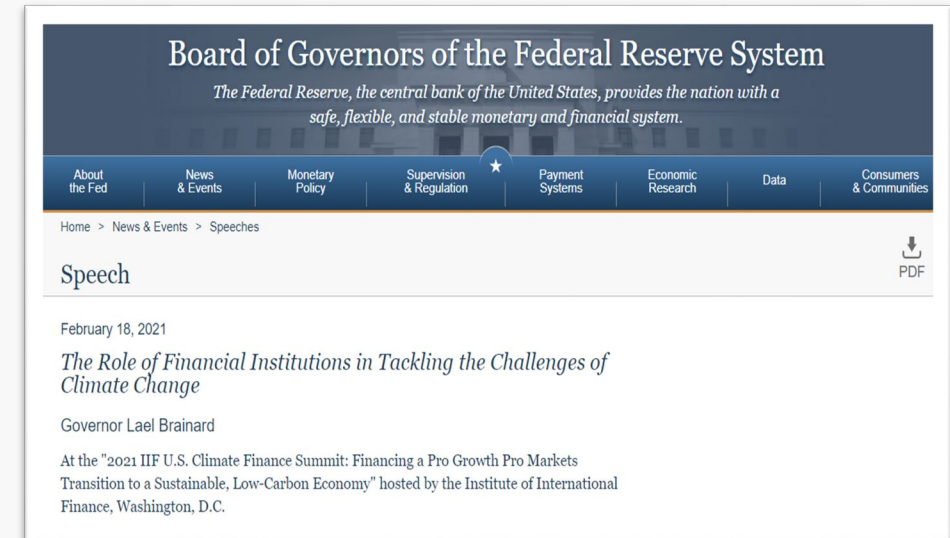 Board of Governors of the Federal Reserve System
The Federal Reserve, the central bank of the United States, provides the nation with a
safe, flexible, and stable monetary and financial system.
About
the Fed
News
& Events
Monetary
Policy
Supervision
& Regulation
Payment
Systems
Economic
Research
Data
Consumers
& Communities
Home > News & Events > Speeches
PDF
Speech
February 18, 2021
The Role of Financial Institutions in Tackling the Challenges of
Climate Change
Governor Lael Brainard
At the "2021 IIF U.S. Climate Finance Summit: Financing a Pro Growth Pro Markets
Transition to a Sustainable, Low-Carbon Economy" hosted by the Institute of International
Finance, Washington, D.C.